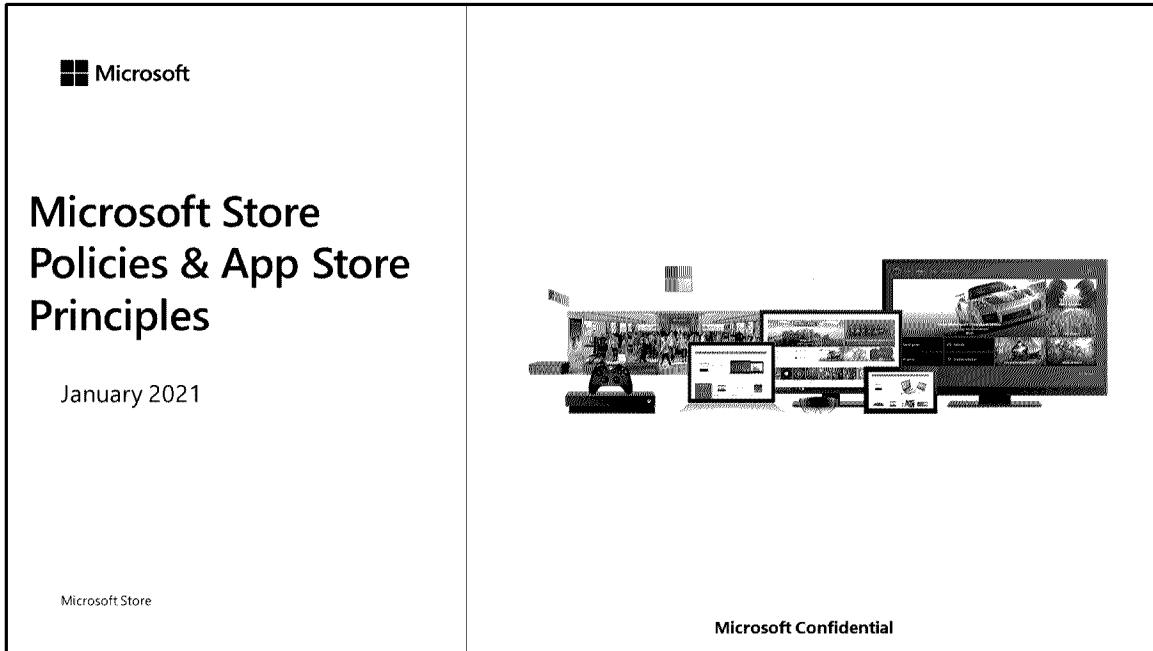 Microsoft
Microsoft Store
Policies & App Store
Principles
January 2021
Microsoft Store
Microsoft Confidential